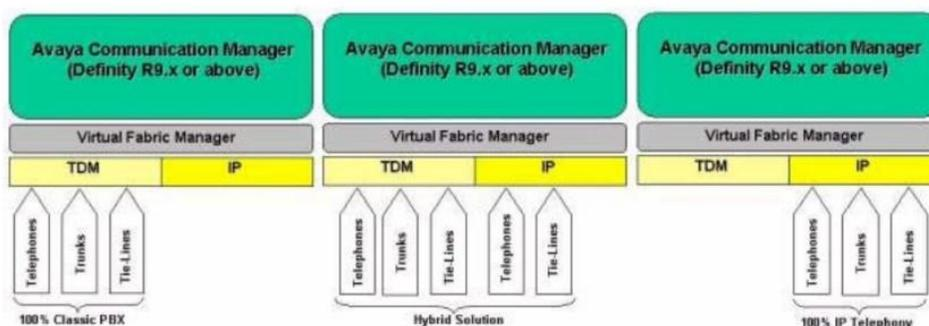 Avaya Communication Manager
(Definity R9.x or above)
Virtual Fabric Manager
TDM IP
Telephones
Trunks
Tie-Lines
100% Classic PBX
Avaya Communication Manager
(Definity R9.x or above)
Virtual Fabric Manager
TDM IP
Telephones
Trunks
Tie-Lines
Telephones
Tie-Lines
Hybrid Solution
Avaya Communication Manager
(Definity R9.x or above)
Virtual Fabric Manager
TDM IP
Telephones
Trunks
Tie-Lines
100% IP Telephony